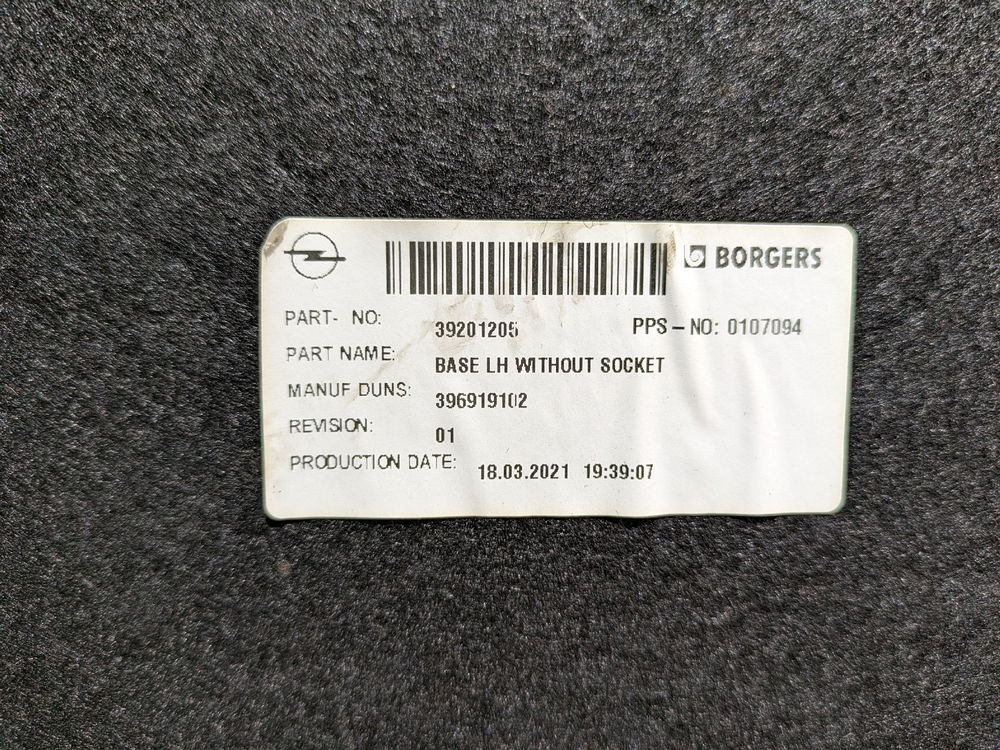 BORGERS
PART- NO: 39201205 PPS-NO: 0107094
PART NAME: BASE LH WITHOUT SOCKET
MANUF DUNS: 396919102
REVISION: 01
PRODUCTION DATE: 18.03.2021 19:39:07